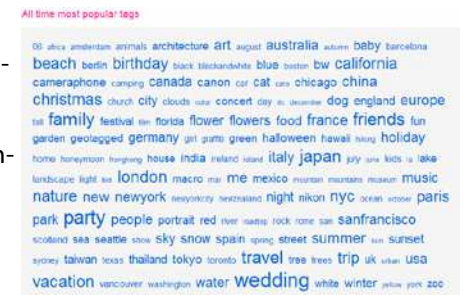 All time most popular tags
06 africa amsterdam animals architecture art august australia autumn baby barcelona
beach berlin birthday black blackandwhite blue boston bw california
cameraphone camping canada canon car cat chicago china
christmas church city clouds color concert day dc december dog england europe
fall family festival film florida flower flowers food france friends fun
garden geotagged germany girl graffiti green halloween hawaii hiking holiday
home honeymoon hongkong house india ireland island italy japan july june kids la lake
landscape light live london macro may me mexico mountain mountains museum music
nature new newyork newyorkcity newzealand night nikon nyc ocean october paris
park party people portrait red river roadtrip rock rome san sanfrancisco
scotland sea seattle show sky snow spain spring street summer sun sunset
sydney taiwan texas thailand tokyo toronto travel tree trees trip uk urban usa
vacation vancouver washington water wedding white winter yellow york zoo
-
n-